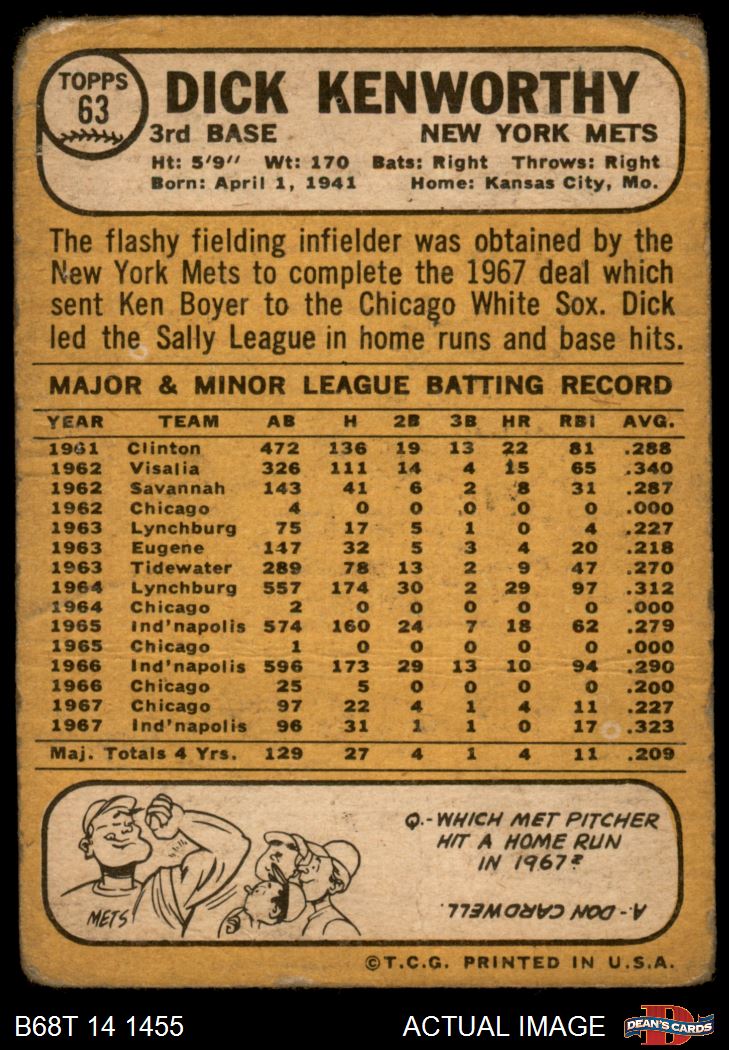 TOPPS
63
DICK KENWORTHY
3rd BASE NEW YORK METS
Ht: 5'9" Wt: 170 Bats: Right Throws: Right
Born: April 1, 1941 Home: Kansas City, Mo.
The flashy fielding infielder was obtained by the
New York Mets to complete the 1967 deal which
sent Ken Boyer to the Chicago White Sox. Dick
led the Sally League in home runs and base hits.
MAJOR & MINOR LEAGUE BATTING RECORD
YEAR TEAM AB H 2B 3B HR RBI AVG.
1961 Clinton 472 136 19 13 22 81 .288
1962 Visalia 326 111 14 4 15 65 .340
1962 Savannah 143 41 6 2 8 31 .287
1962 Chicago 4 0 0 0 0 0 .000
1963 Lynchburg 75 17 5 1 0 4 .227
1963 Eugene 147 32 5 3 4 20 .218
1963 Tidewater 289 78 13 2 9 47 .270
1964 Lynchburg 557 174 30 2 29 97 .312
1964 Chicago 2 0 0 0 0 0 .000
1965 Ind'napolis 574 160 24 7 18 62 .279
1965 Chicago 1 0 0 0 0 0 .000
1966 Ind'napolis 596 173 29 13 10 94 .290
1966 Chicago 25 5 0 0 0 0 .200
1967 Chicago 97 22 4 1 4 11 .227
1967 Ind'napolis 96 31 1 1 0 17 .323
Maj. Totals 4 Yrs. 129 27 4 1 4 11 .209
Q.-WHICH MET PITCHER
HIT A HOME RUN
IN 1967?
A-DON CARDWELL.
METS
©T.C.G. PRINTED IN U.S.A.
B68T 14 1455 ACTUAL IMAGE
D
DEAN'S CARDS